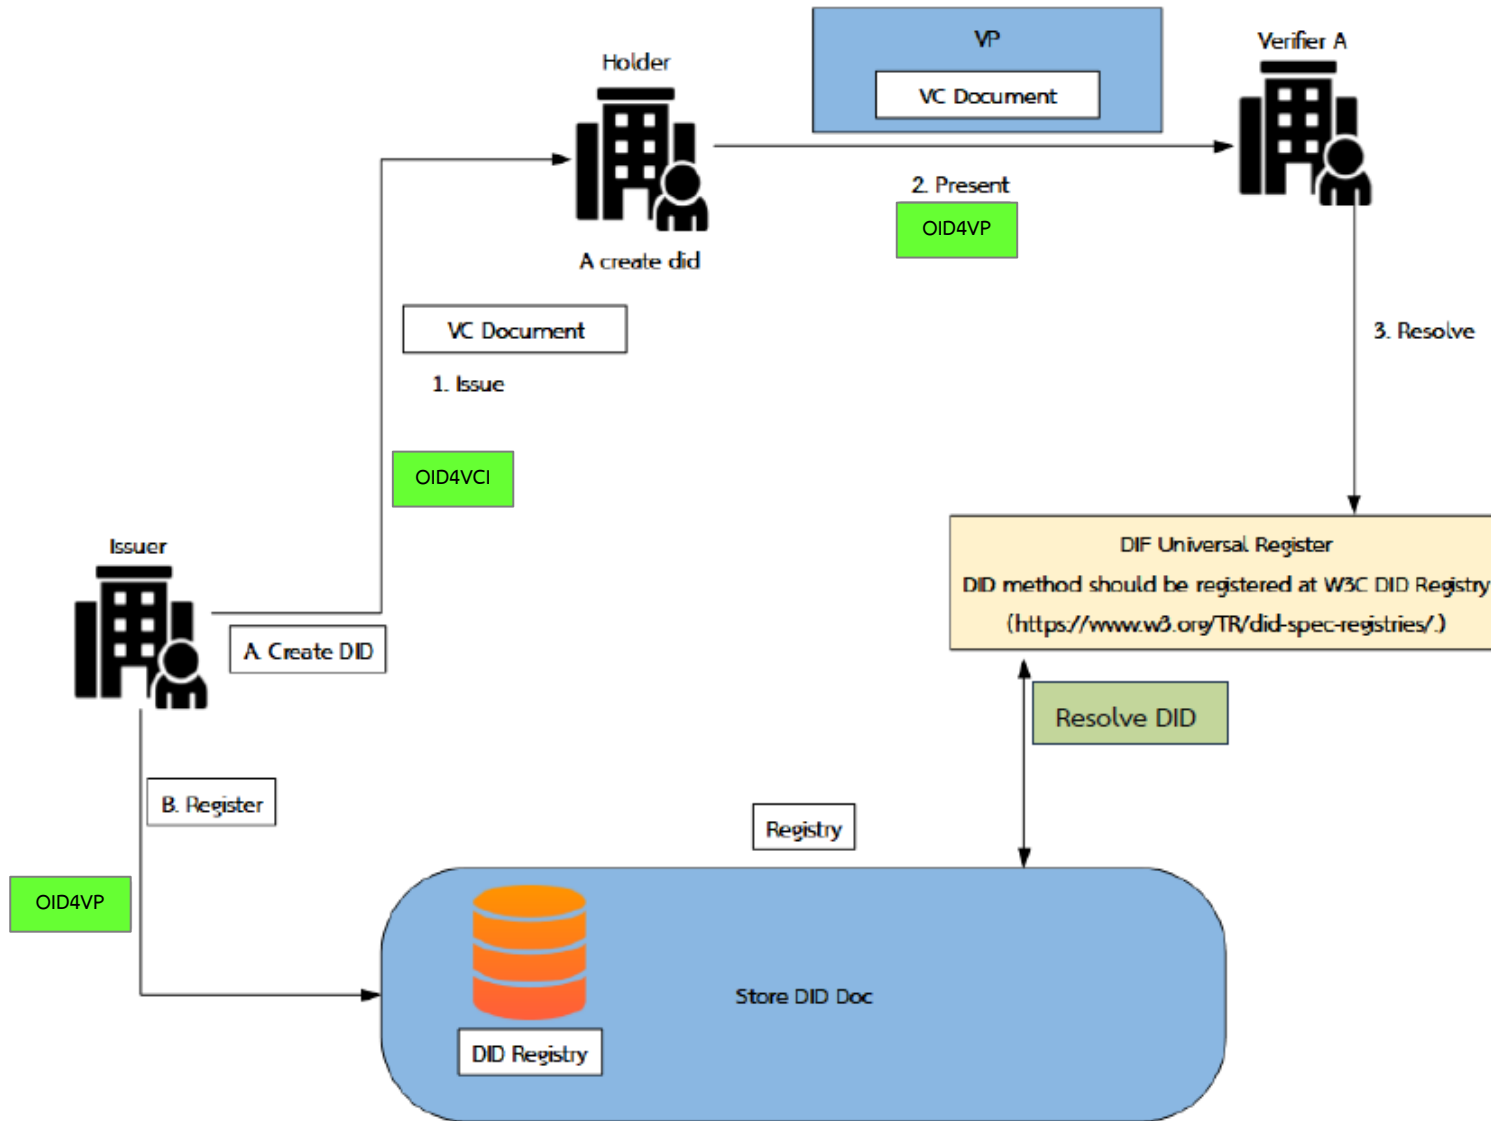 VP
VC Document
Verifier A
Holder
2. Present
OID4VP
A create did
VC Document
1. Issue
3. Resolve
OID4VCI
Issuer
A. Create DID
DIF Universal Register
DID method should be registered at W3C DID Registry
(https://www.w3.org/TR/did-spec-registries/.)
Resolve DID
B. Register
Registry
OID4VP
Store DID Doc
DID Registry